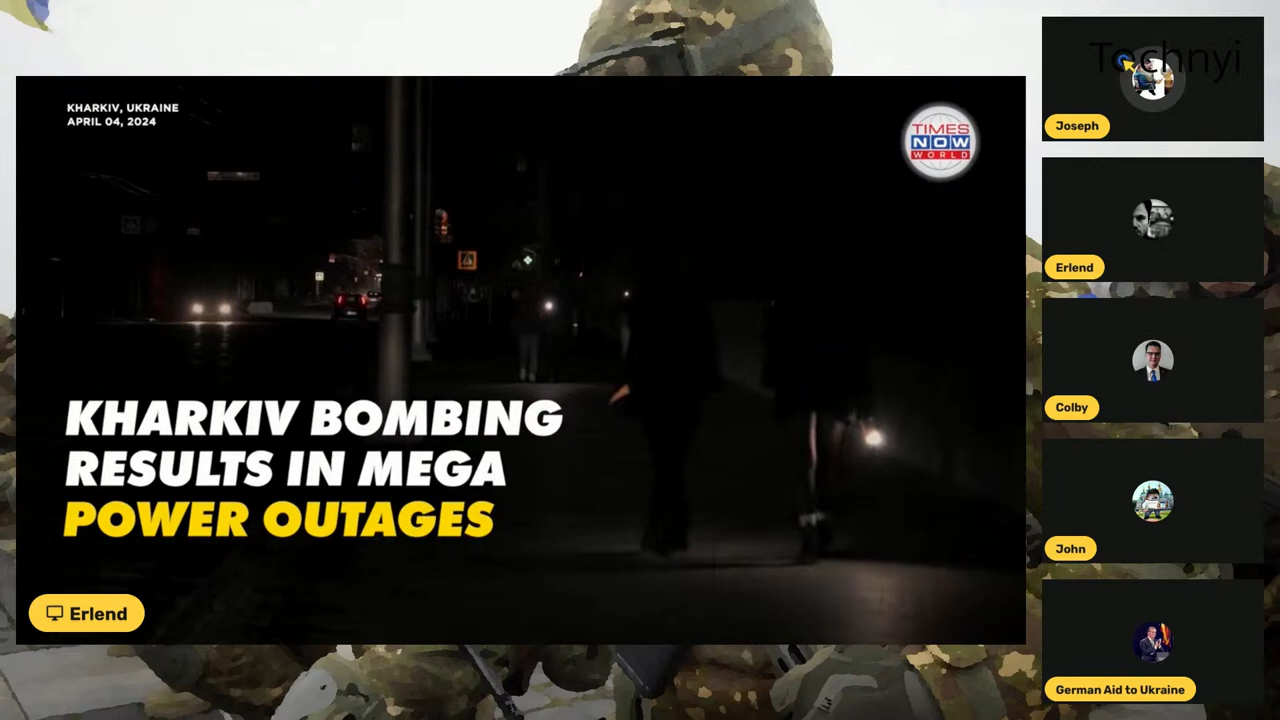 KHARKIV, UKRAINE
APRIL 04, 2024
TIMES
NOW
WORLD
KHARKIV BOMBING
RESULTS IN MEGA
POWER OUTAGES
Erlend
Tochnyi
Joseph
Erlend
Colby
John
German Aid to Ukraine